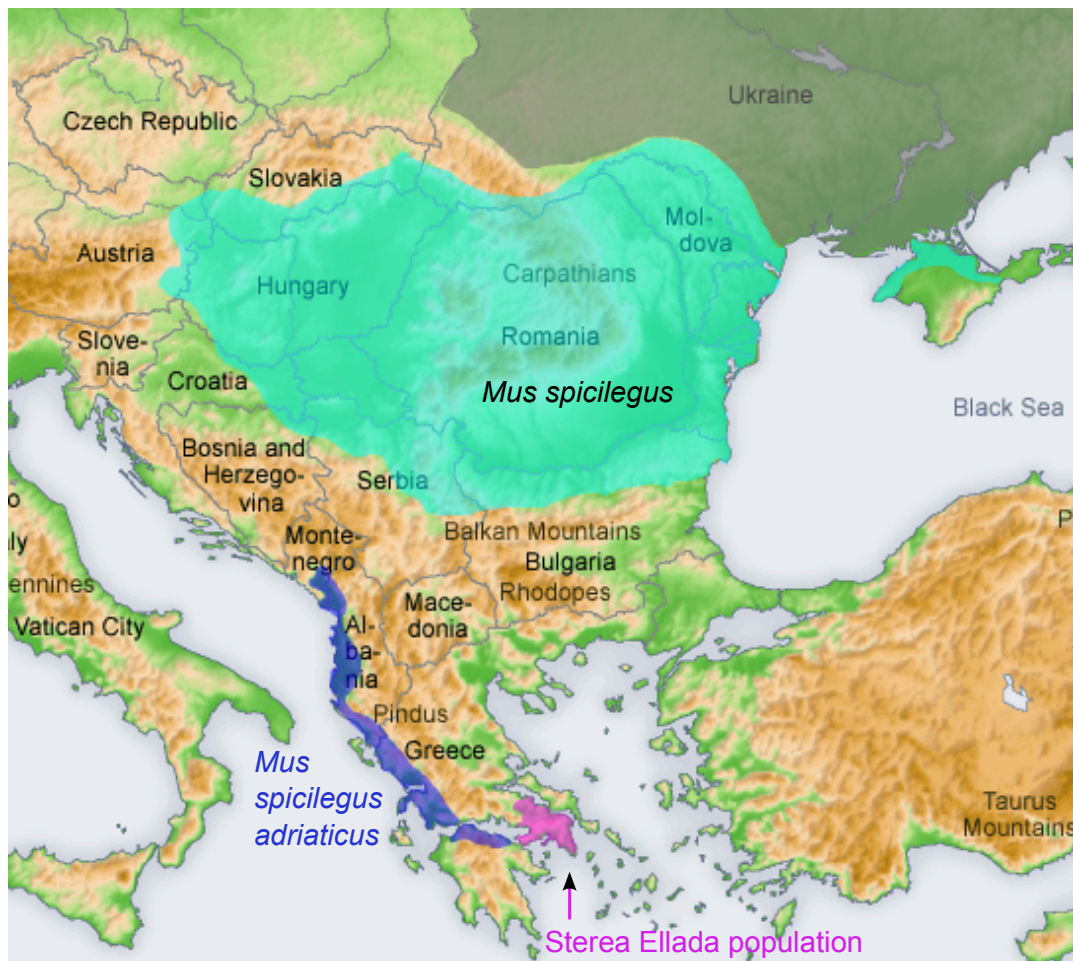 Ukraine
Czech Republic
Slovakia
Mol-
dova
Austria
Hungary
Carpathians
Slove-
nia
Romania
Croatia
Mus spicilegus
Black Sea
Bosnia and
Herzego-
vina
Serbia
Monte-
negro
Balkan Mountains
Bulgaria
Rhodopes
ennines
Mace-
donia
Vatican City
Al-
ba-
nia
Pindus
Greece
Mus
spicilegus
adriaticus
Taurus
Mountains
Sterea Ellada population